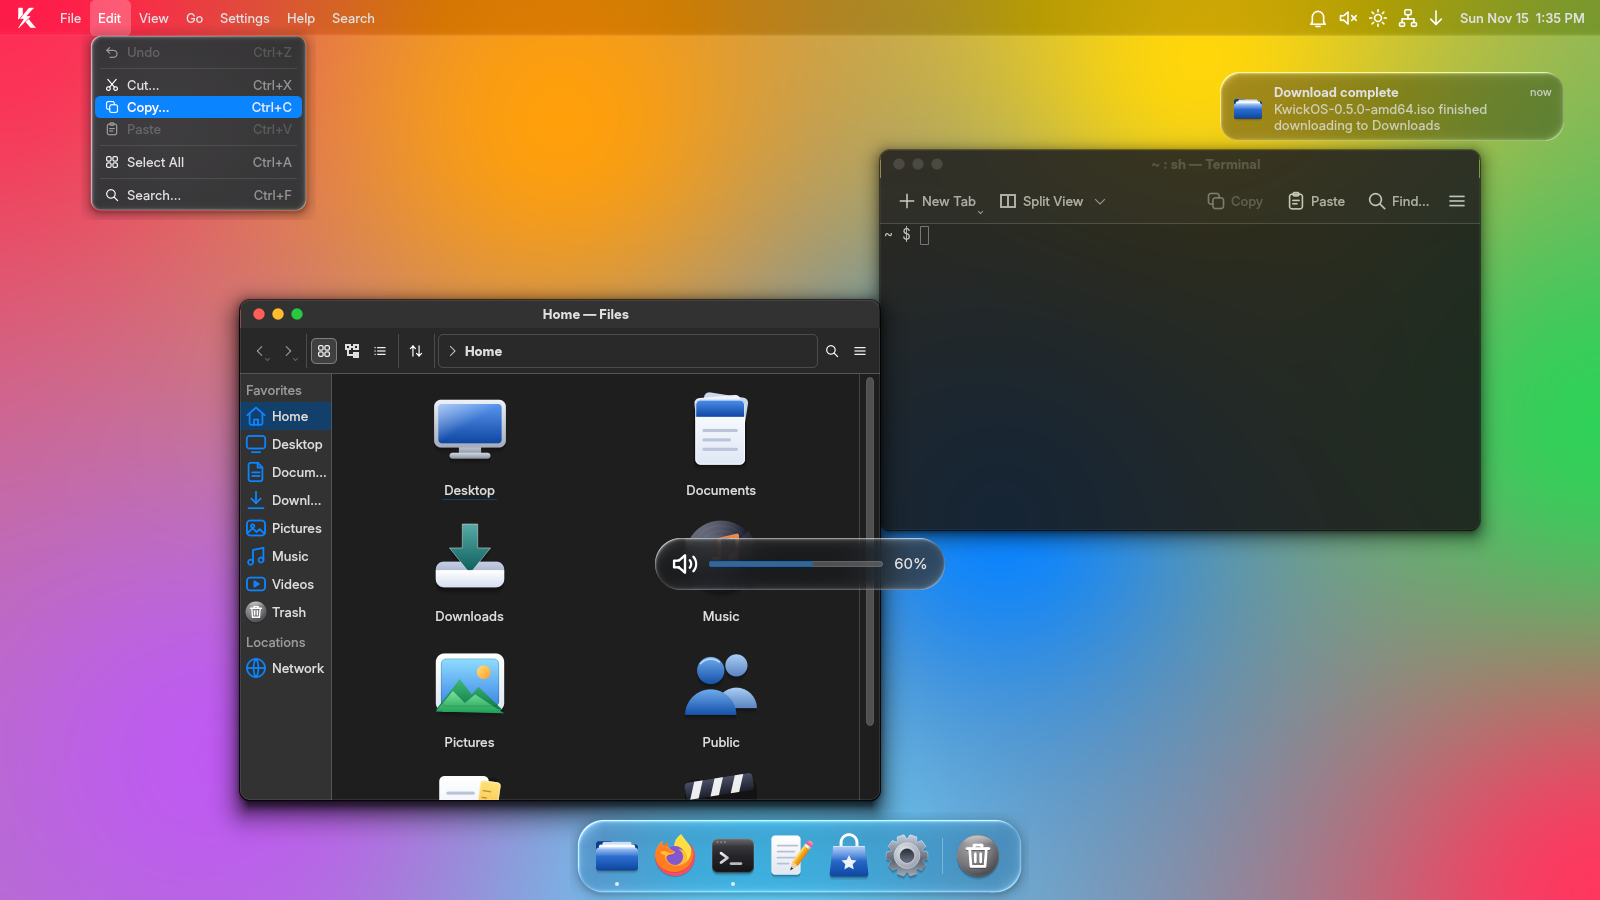 File Edit View Go Settings Help Search
Sun Nov 15 1:35 PM
Undo Ctrl+Z
Cut... Ctrl+X
Copy... Ctrl+C
Paste Ctrl+V
Select All Ctrl+A
Search... Ctrl+F
Download complete now
KwickOS-0.5.0-amd64.iso finished
downloading to Downloads
~ : sh — Terminal
New Tab Split View Copy Paste Find...
~ $
Home — Files
Home
Favorites
Home
Desktop
Docum...
Downl...
Pictures
Music
Videos
Trash
Locations
Network
Desktop Documents
Downloads Music
Pictures Public
60%